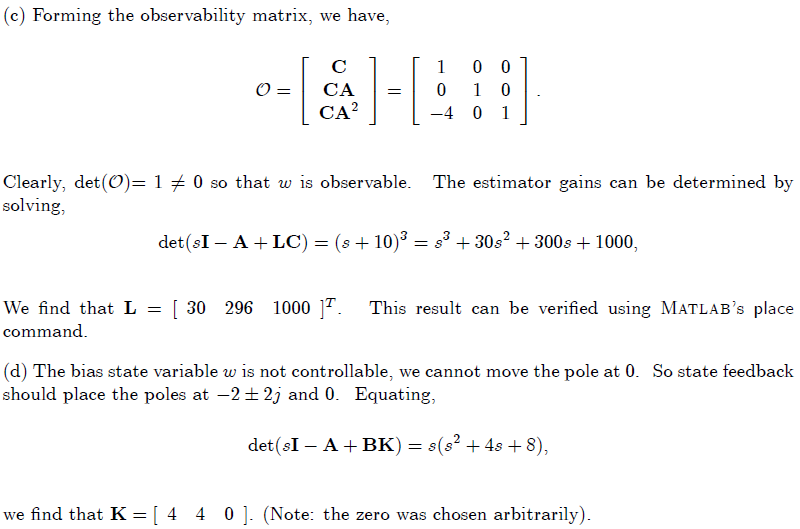 (c) Forming the observability matrix, we have,
𝒪 = [ C ; CA ; CA² ] = [ 1 0 0 ; 0 1 0 ; −4 0 1 ] .
Clearly, det(𝒪)= 1 ≠ 0 so that w is observable. The estimator gains can be determined by
solving,
det(sI − A + LC) = (s + 10)³ = s³ + 30s² + 300s + 1000,
We find that L = [ 30 296 1000 ]ᵀ. This result can be verified using MATLAB's place
command.
(d) The bias state variable w is not controllable, we cannot move the pole at 0. So state feedback
should place the poles at −2 ± 2j and 0. Equating,
det(sI − A + BK) = s(s² + 4s + 8),
we find that K = [ 4 4 0 ]. (Note: the zero was chosen arbitrarily).